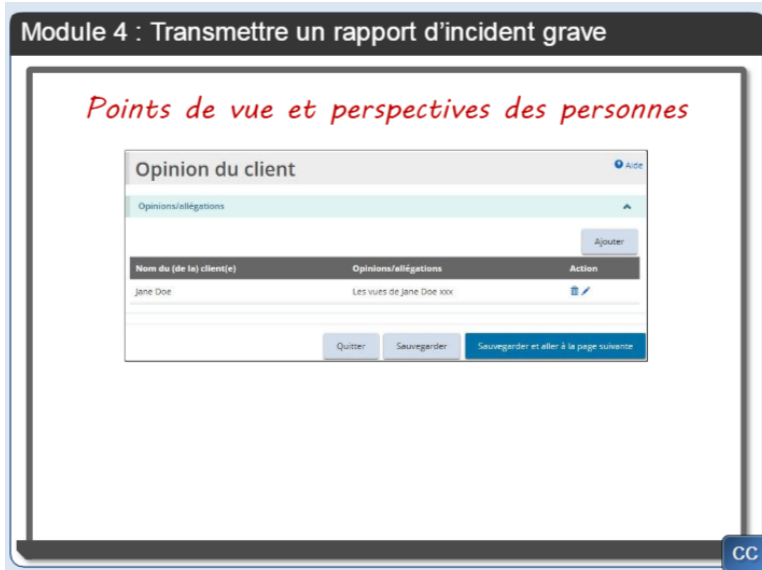 Module 4 : Transmettre un rapport d’incident grave
Points de vue et perspectives des personnes
Opinion du client
Aide
Opinions/allégations
Ajouter
Nom du (de la) client(e) Opinions/allégations Action
Jane Doe Les vues de Jane Doe xxx
Quitter Sauvegarder Sauvegarder et aller à la page suivante
CC